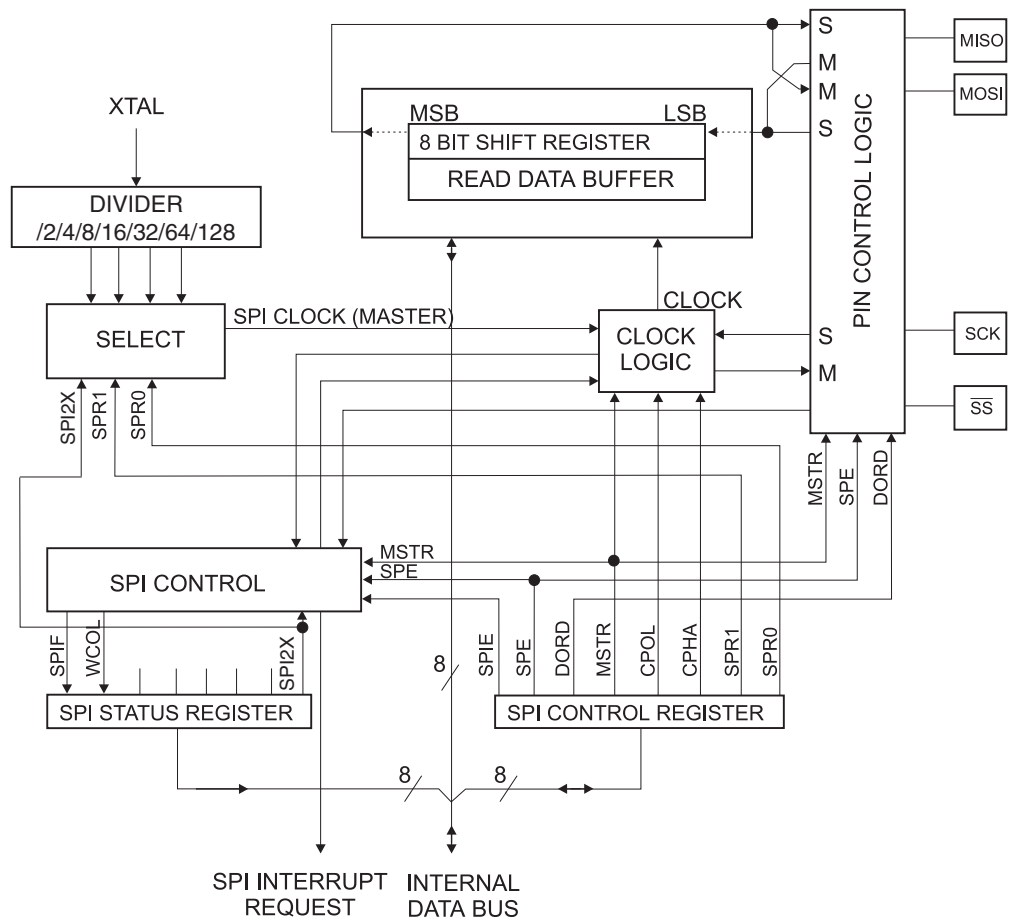 S
MISO
M
XTAL
MSB
LSB
M
MOSI
8 BIT SHIFT REGISTER
S
READ DATA BUFFER
DIVIDER
/2/4/8/16/32/64/128
PIN CONTROL LOGIC
SPI CLOCK (MASTER)
CLOCK
SELECT
CLOCK
LOGIC
S
SCK
M
SPI2X
SPR1
SPR0
SS
MSTR
SPE
DORD
MSTR
SPE
SPI CONTROL
SPIF
WCOL
SPI2X
8
SPIE
SPE
DORD
MSTR
CPOL
CPHA
SPR1
SPR0
SPI STATUS REGISTER
SPI CONTROL REGISTER
8
8
SPI INTERRUPT
REQUEST
INTERNAL
DATA BUS